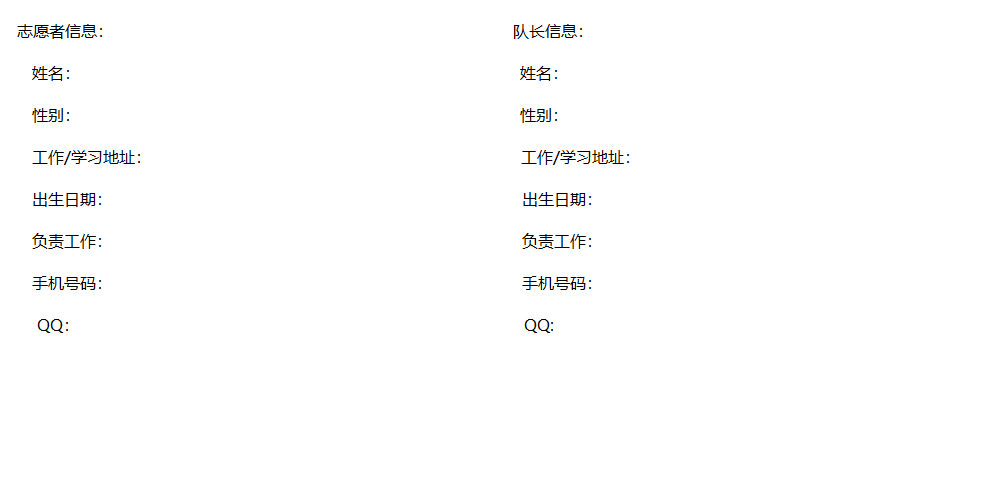 志愿者信息：
姓名：
性别：
工作/学习地址：
出生日期：
负责工作：
手机号码：
QQ：
队长信息：
姓名：
性别：
工作/学习地址：
出生日期：
负责工作：
手机号码：
QQ: